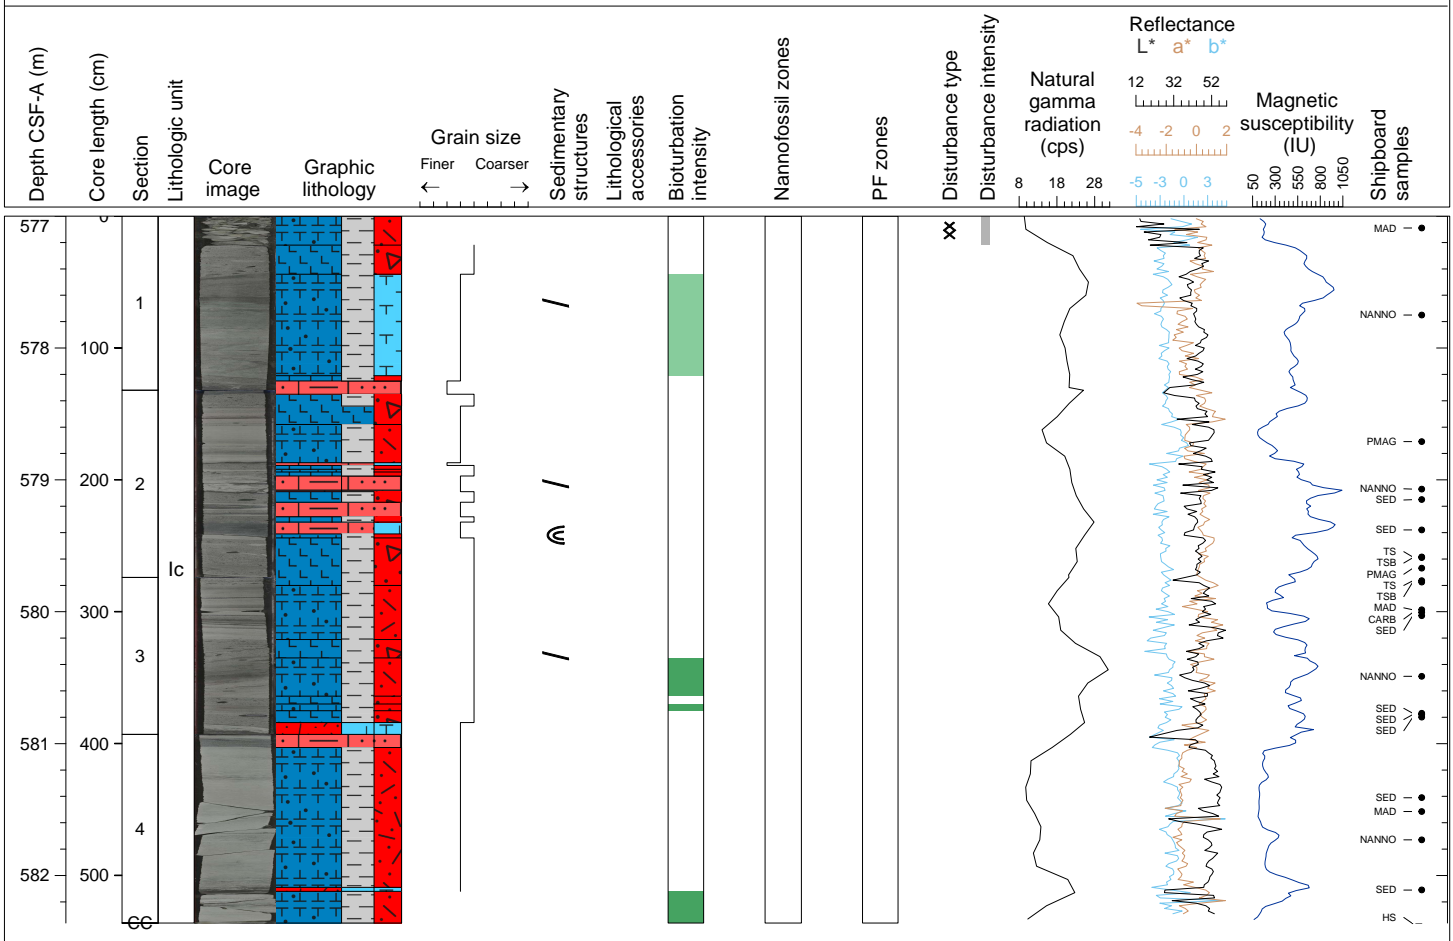 Depth CSF-A (m)
Core length (cm)
Section
Lithologic unit
Core
image
Graphic
lithology
Grain size
Finer
Coarser
Sedimentary
structures
Lithological
accessories
Bioturbation
intensity
Nannofossil zones
PF zones
Disturbance type
Disturbance intensity
Natural
gamma
radiation
(cps)
8 18 28
Reflectance
L* a* b*
12 32 52
-4 -2 0 2
-5 -3 0 3
Magnetic
susceptibility
(IU)
50 300 550 800 1050
Shipboard
samples
577
578
579
580
581
582
0
100
200
300
400
500
1
2
3
4
CC
Ic
MAD
NANNO
PMAG
NANNO
SED
SED
TS
TSB
PMAG
TS
TSB
MAD
CARB
SED
NANNO
SED
SED
SED
SED
MAD
NANNO
SED
HS